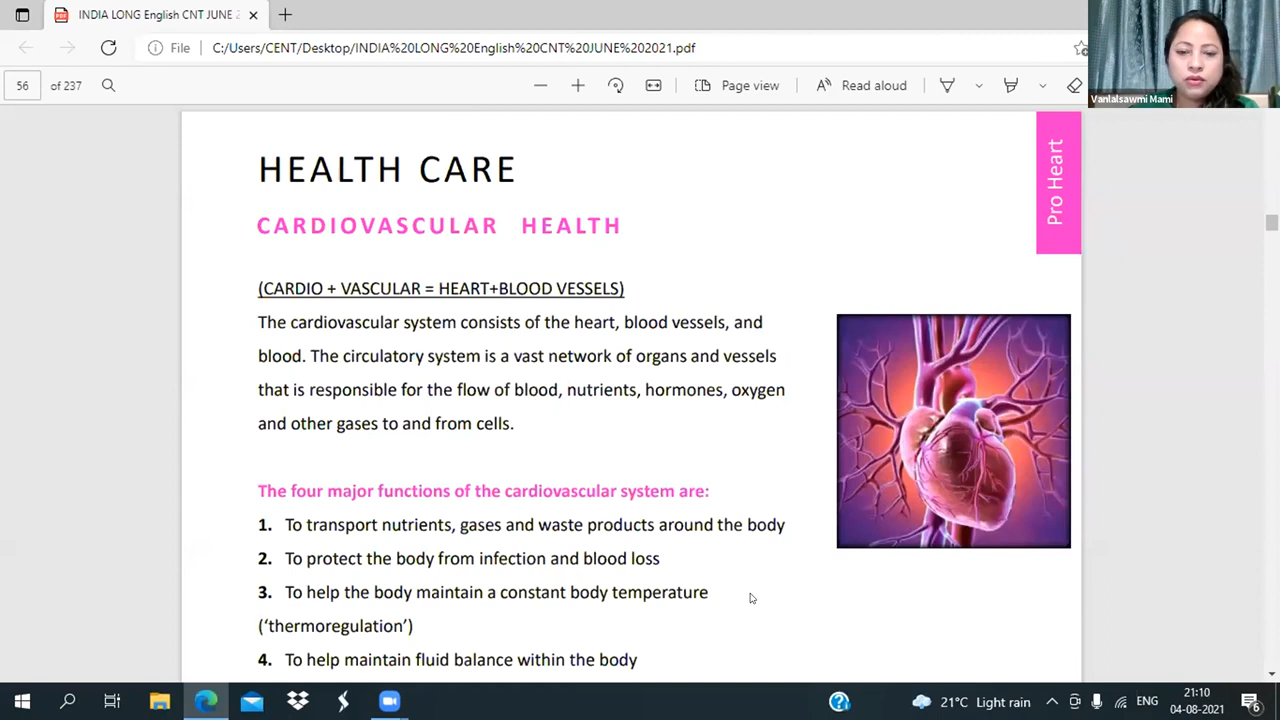 INDIA LONG English CNT JUNE 2
File
C:/Users/CENT/Desktop/INDIA%20LONG%20English%20CNT%20JUNE%202021.pdf
56 of 237
Page view
Read aloud
Vanlalsawmi Mami
HEALTH CARE
Pro Heart
CARDIOVASCULAR HEALTH
(CARDIO + VASCULAR = HEART+BLOOD VESSELS)
The cardiovascular system consists of the heart, blood vessels, and
blood. The circulatory system is a vast network of organs and vessels
that is responsible for the flow of blood, nutrients, hormones, oxygen
and other gases to and from cells.
The four major functions of the cardiovascular system are:
1. To transport nutrients, gases and waste products around the body
2. To protect the body from infection and blood loss
3. To help the body maintain a constant body temperature
(‘thermoregulation’)
4. To help maintain fluid balance within the body
21°C Light rain
ENG
21:10
04-08-2021
6